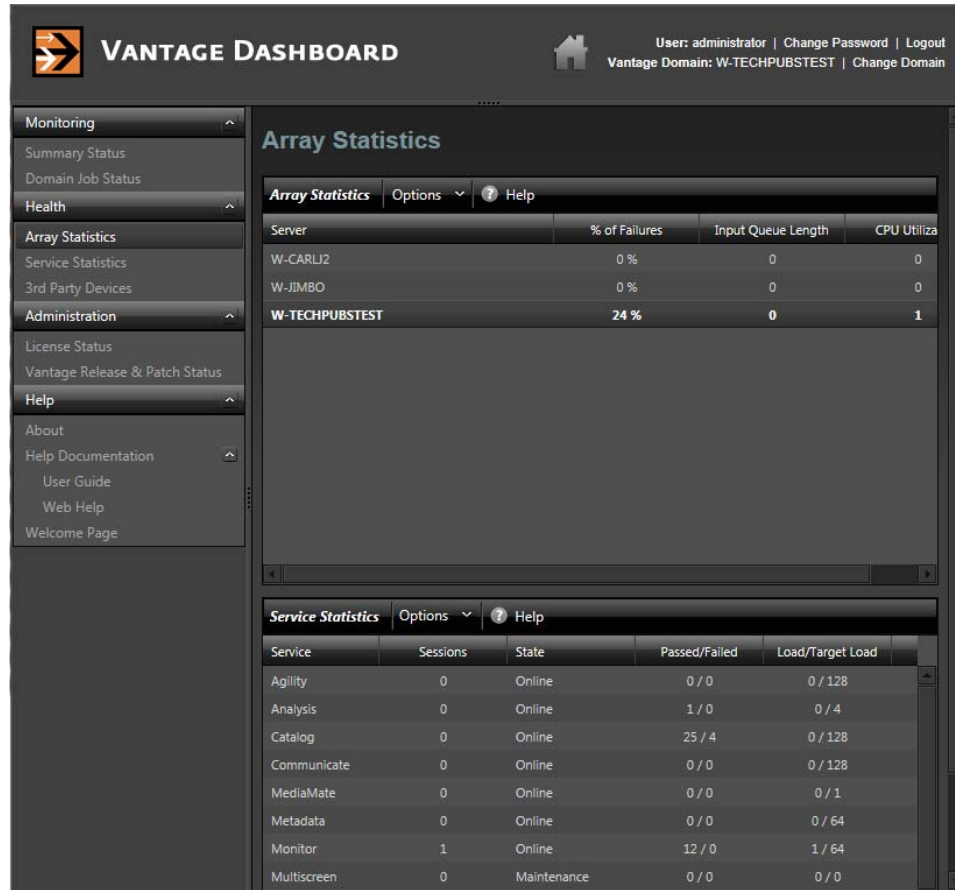 VANTAGE DASHBOARD
User: administrator | Change Password | Logout
Vantage Domain: W-TECHPUBSTEST | Change Domain
Monitoring
Summary Status
Domain Job Status
Health
Array Statistics
Service Statistics
3rd Party Devices
Administration
License Status
Vantage Release & Patch Status
Help
About
Help Documentation
User Guide
Web Help
Welcome Page
Array Statistics
Array Statistics Options ? Help
Server % of Failures Input Queue Length CPU Utiliza
W-CARLJ2 0 % 0 0
W-JIMBO 0 % 0 0
W-TECHPUBSTEST 24 % 0 1
Service Statistics Options ? Help
Service Sessions State Passed/Failed Load/Target Load
Agility 0 Online 0 / 0 0 / 128
Analysis 0 Online 1 / 0 0 / 4
Catalog 0 Online 25 / 4 0 / 128
Communicate 0 Online 0 / 0 0 / 128
MediaMate 0 Online 0 / 0 0 / 1
Metadata 0 Online 0 / 0 0 / 64
Monitor 1 Online 12 / 0 1 / 64
Multiscreen 0 Maintenance 0 / 0 0 / 0